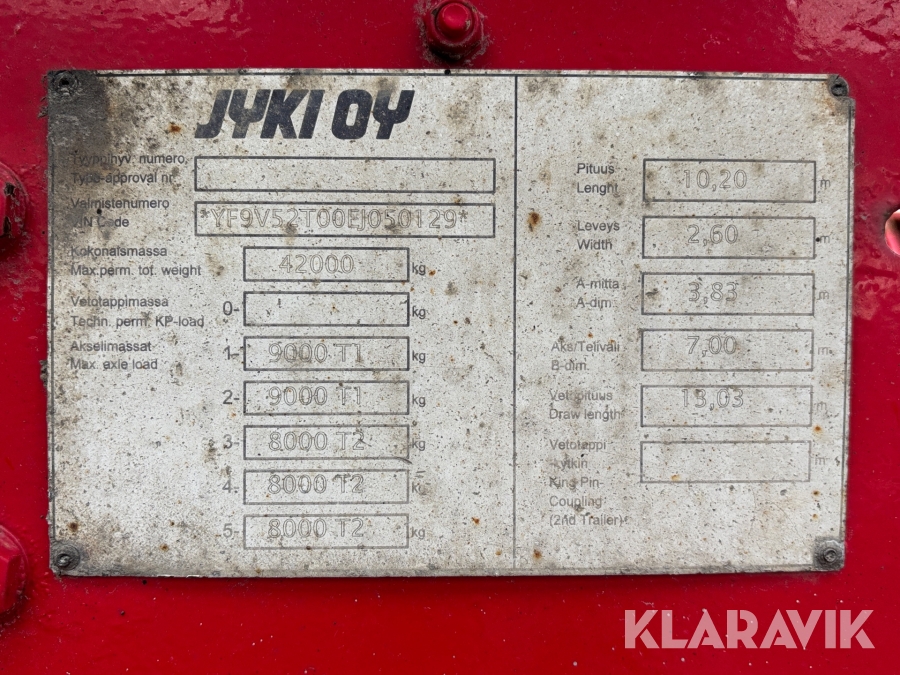 JYKI OY
Tyyppihyv. numero,
Type-approval nr.
Valmistenumero
VIN Code
*YF9V52T00EJ050129*
Kokonaismassa
Max.perm. tot. weight
42000 kg
Vetotappimassa
Techn. perm. KP-load
0- kg
Akselimassat
Max. axle load
1- 9000 T1 kg
2- 9000 T1 kg
3- 8000 T2 kg
4- 8000 T2 kg
5- 8000 T2 kg
Pituus
Lenght
10,20 m
Leveys
Width
2,60 m
A-mitta
A-dim.
3,83 m
Aks/Teliväli
B-dim.
7,00 m
Vetopituus
Draw length
13,03 m
Vetotappi
-kytkin
King Pin-
Coupling
(2nd Trailer)
m
KLARAVIK